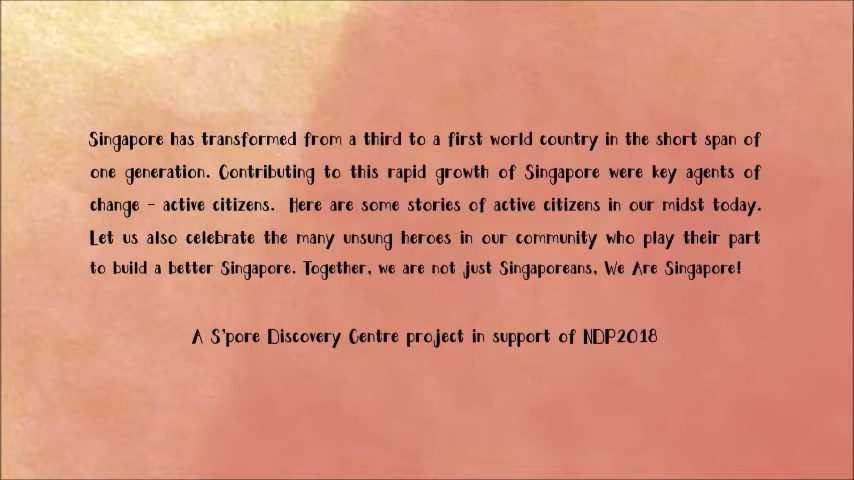 Singapore has transformed from a third to a first world country in the short span of
one generation. Contributing to this rapid growth of Singapore were key agents of
change - active citizens. Here are some stories of active citizens in our midst today.
Let us also celebrate the many unsung heroes in our community who play their part
to build a better Singapore. Together, we are not just Singaporeans, We Are Singapore!
A S'pore Discovery Centre project in support of NDP2018